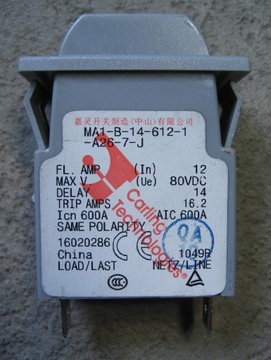 嘉灵开关制造(中山)有限公司
MA1-B-14-612-1
-A26-7-J
Carling
Technologies
FL. AMP (In) 12
MAX V. (Ue) 80VDC
DELAY 14
TRIP AMPS 16.2
Icn 600A AIC 600A
SAME POLARITY
16020286
China 1049R
LOAD/LAST NETZ/LINE
QA